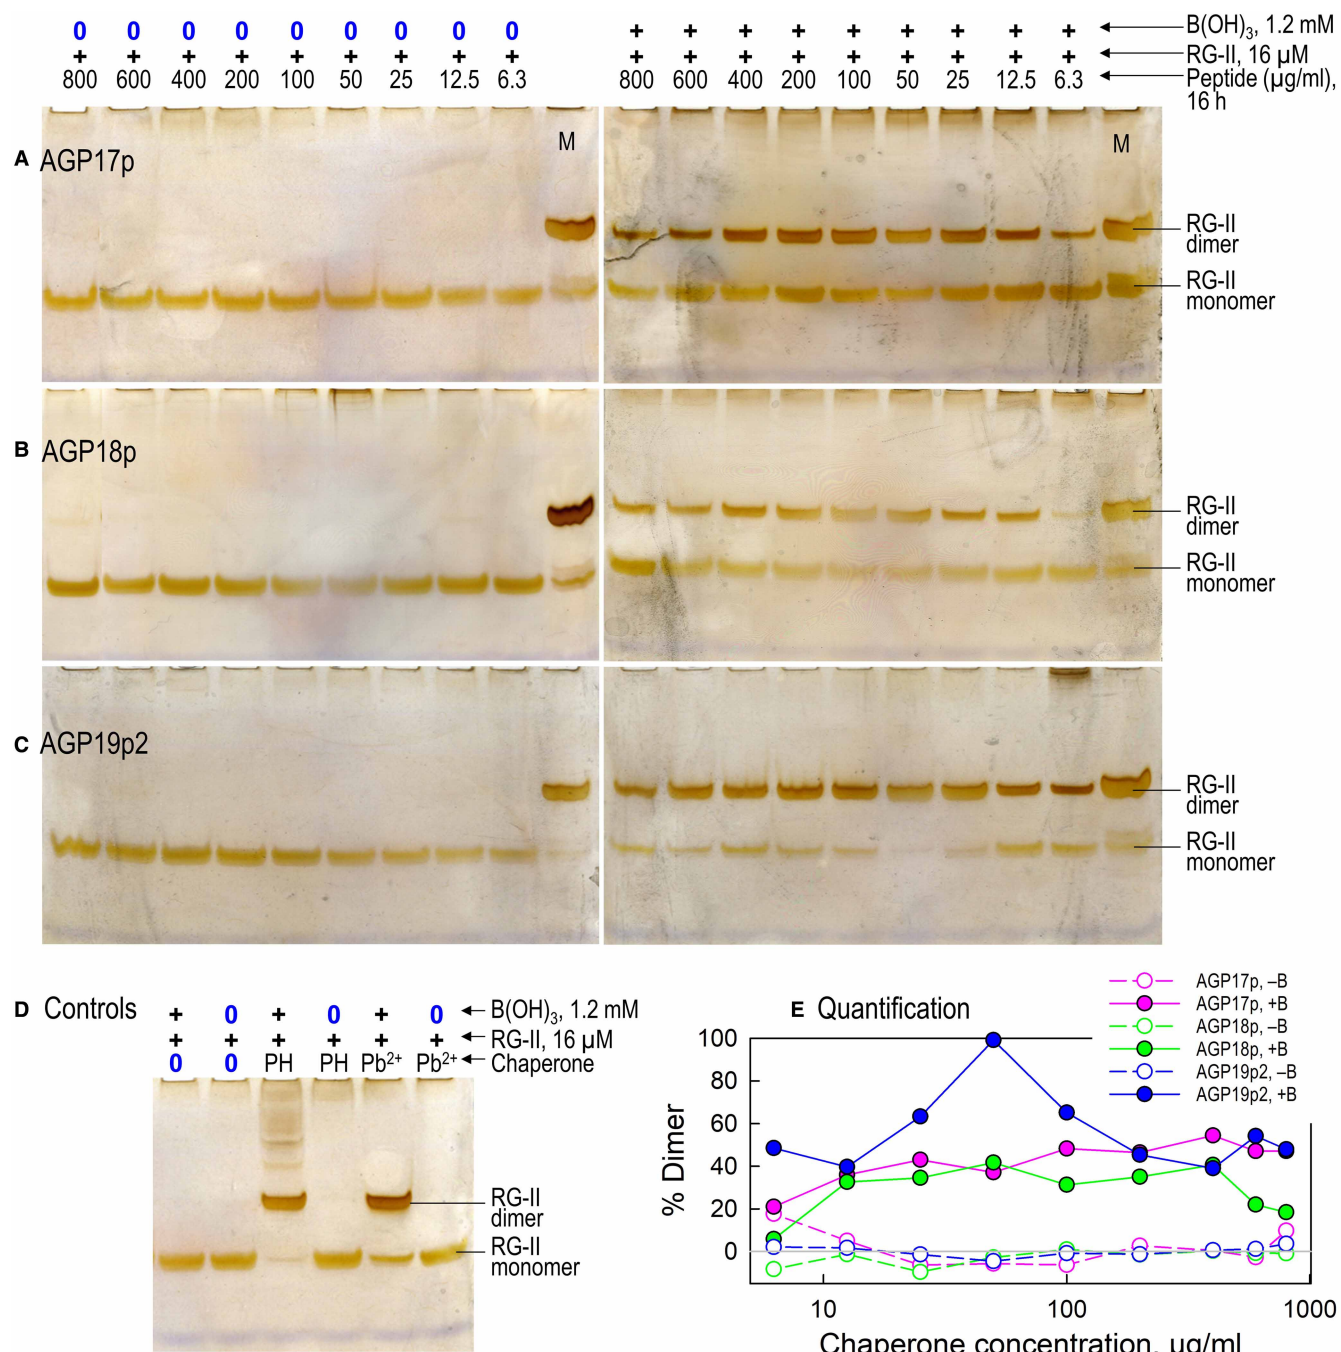 0 0 0 0 0 0 0 0 0 + + + + + + + + + B(OH)₃, 1.2 mM
+ + + + + + + + + + + + + + + + + + RG-II, 16 µM
800 600 400 200 100 50 25 12.5 6.3 800 600 400 200 100 50 25 12.5 6.3 Peptide (µg/ml),
16 h
M M
A AGP17p
RG-II
dimer
RG-II
monomer
B AGP18p
RG-II
dimer
RG-II
monomer
C AGP19p2
RG-II
dimer
RG-II
monomer
D Controls
+ 0 + 0 + 0 B(OH)₃, 1.2 mM
+ + + + + + RG-II, 16 µM
0 0 PH PH Pb²⁺ Pb²⁺ Chaperone
RG-II
dimer
RG-II
monomer
E Quantification
AGP17p, –B
AGP17p, +B
AGP18p, –B
AGP18p, +B
AGP19p2, –B
AGP19p2, +B
% Dimer
100
80
60
40
20
0
10 100 1000
Chaperone concentration, µg/ml